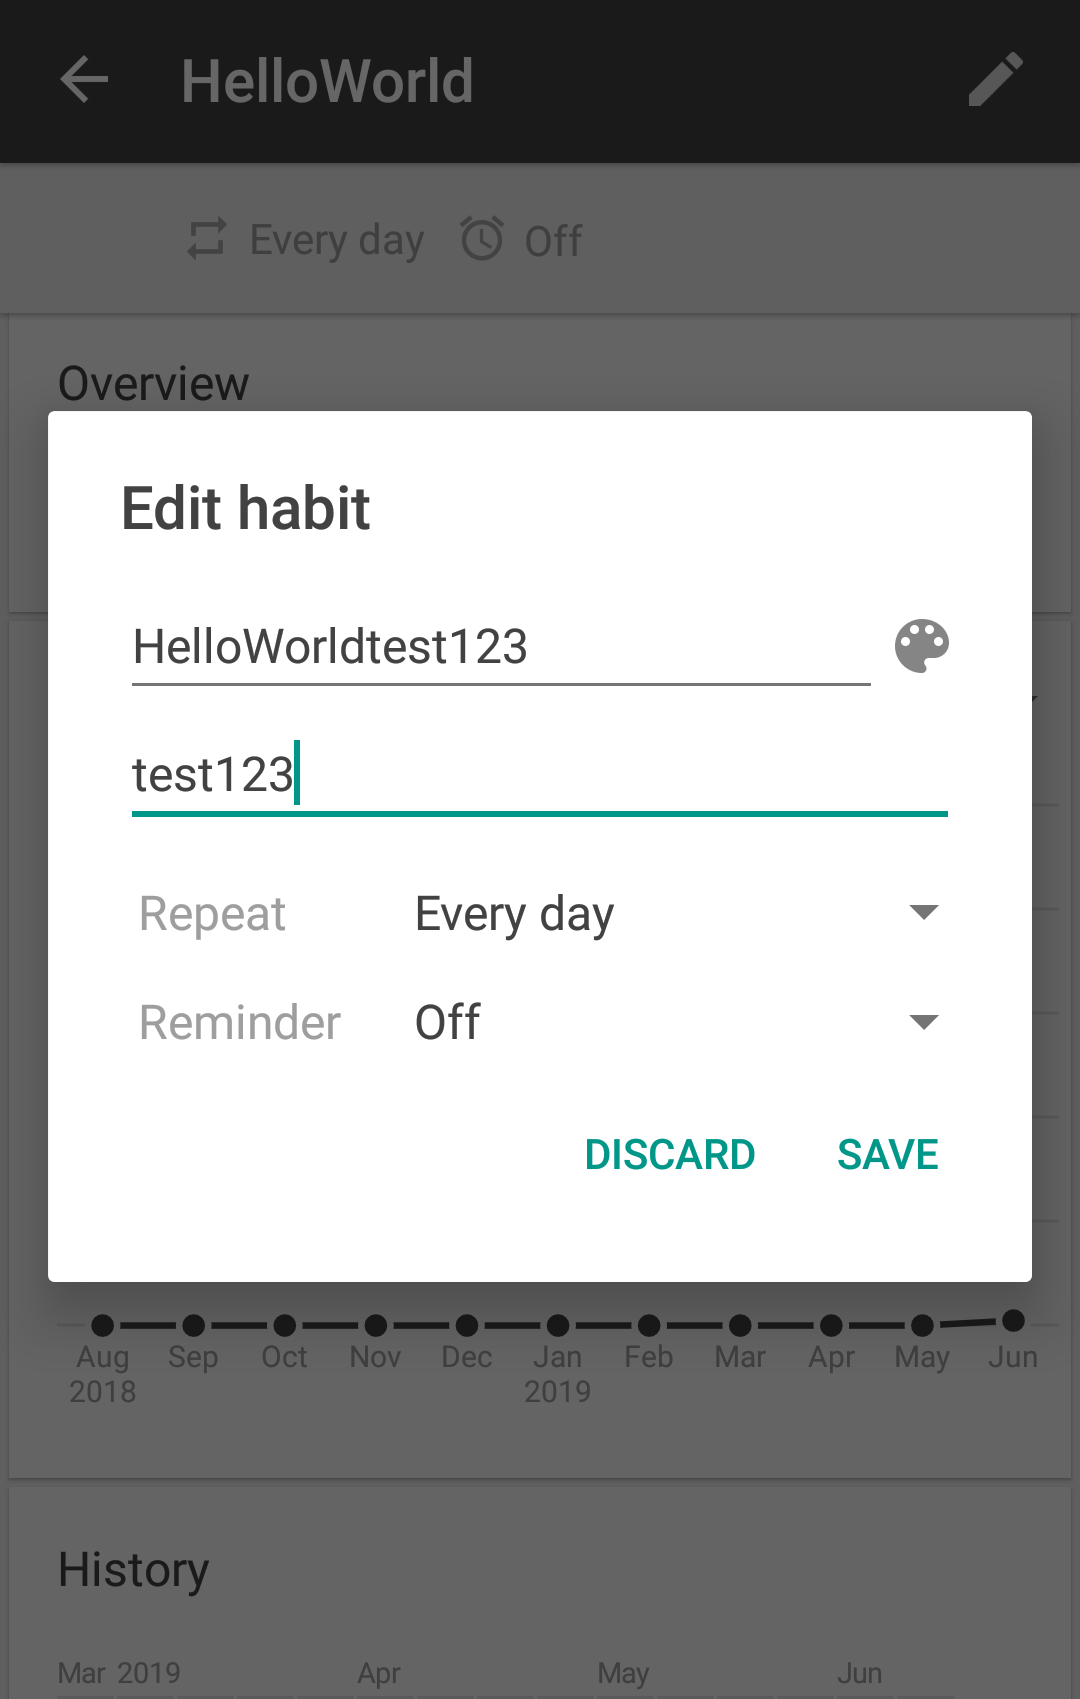 HelloWorld
Every day Off
Overview
Edit habit
HelloWorldtest123
test123
Repeat Every day
Reminder Off
DISCARD SAVE
Aug Sep Oct Nov Dec Jan Feb Mar Apr May Jun
2018 2019
History
Mar 2019 Apr May Jun